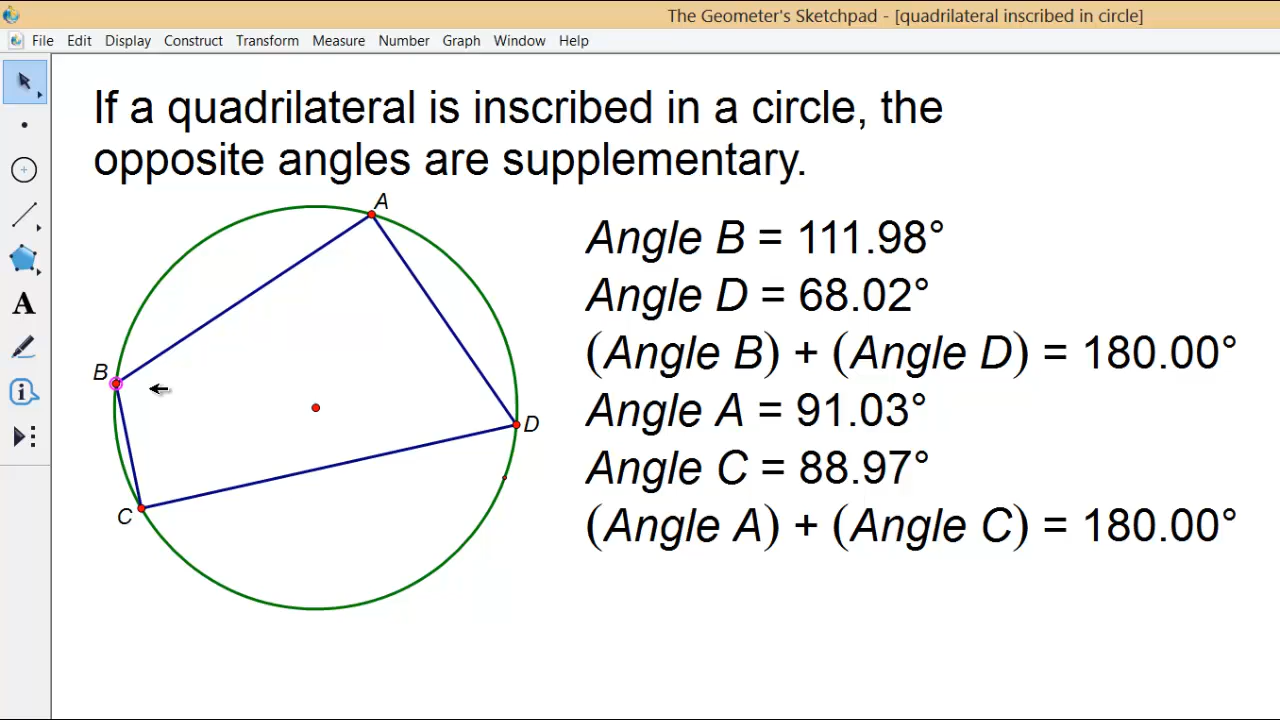 The Geometer's Sketchpad - [quadrilateral inscribed in circle]
File Edit Display Construct Transform Measure Number Graph Window Help
If a quadrilateral is inscribed in a circle, the
opposite angles are supplementary.
A
B
C
D
Angle B = 111.98°
Angle D = 68.02°
(Angle B) + (Angle D) = 180.00°
Angle A = 91.03°
Angle C = 88.97°
(Angle A) + (Angle C) = 180.00°
A